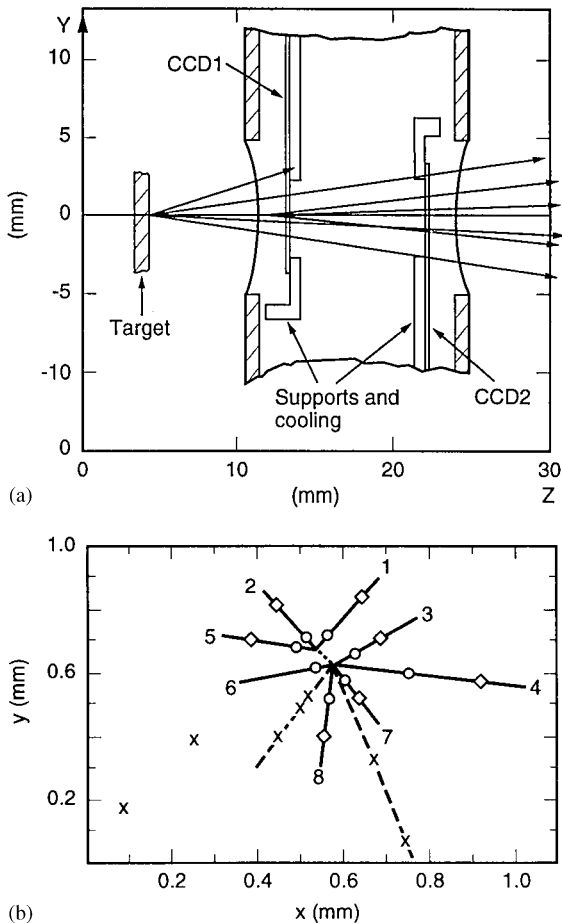 Y
10
5
0
-5
-10
0
(mm)
CCD1
Target
Supports and
cooling
CCD2
0
10
20
30
(mm)
Z
(a)
1.0
0.6
0.2
y (mm)
1
2
3
5
4
6
7
8
x
x
x
x
x
x
x
0.2
0.4
0.6
0.8
1.0
x (mm)
(b)